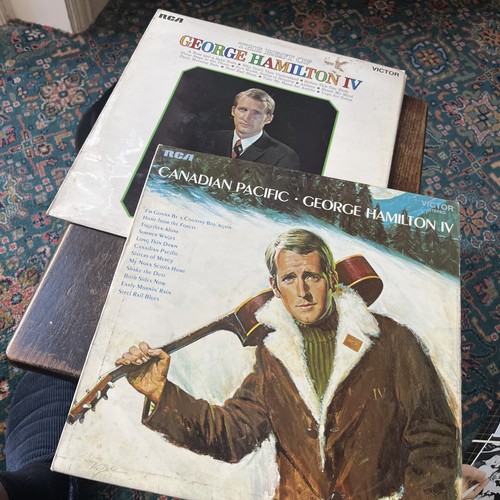 RCA
VICTOR
THE BEST OF
GEORGE HAMILTON IV
RCA
CANADIAN PACIFIC • GEORGE HAMILTON IV
VICTOR
I'm Gonna Be a Country Boy Again
Home from the Forest
Together Alone
Summer Wages
Long Thin Dawn
Canadian Pacific
Sisters of Mercy
My Nova Scotia Home
Shake the Dust
Both Sides Now
Early Mornin' Rain
Steel Rail Blues
IV